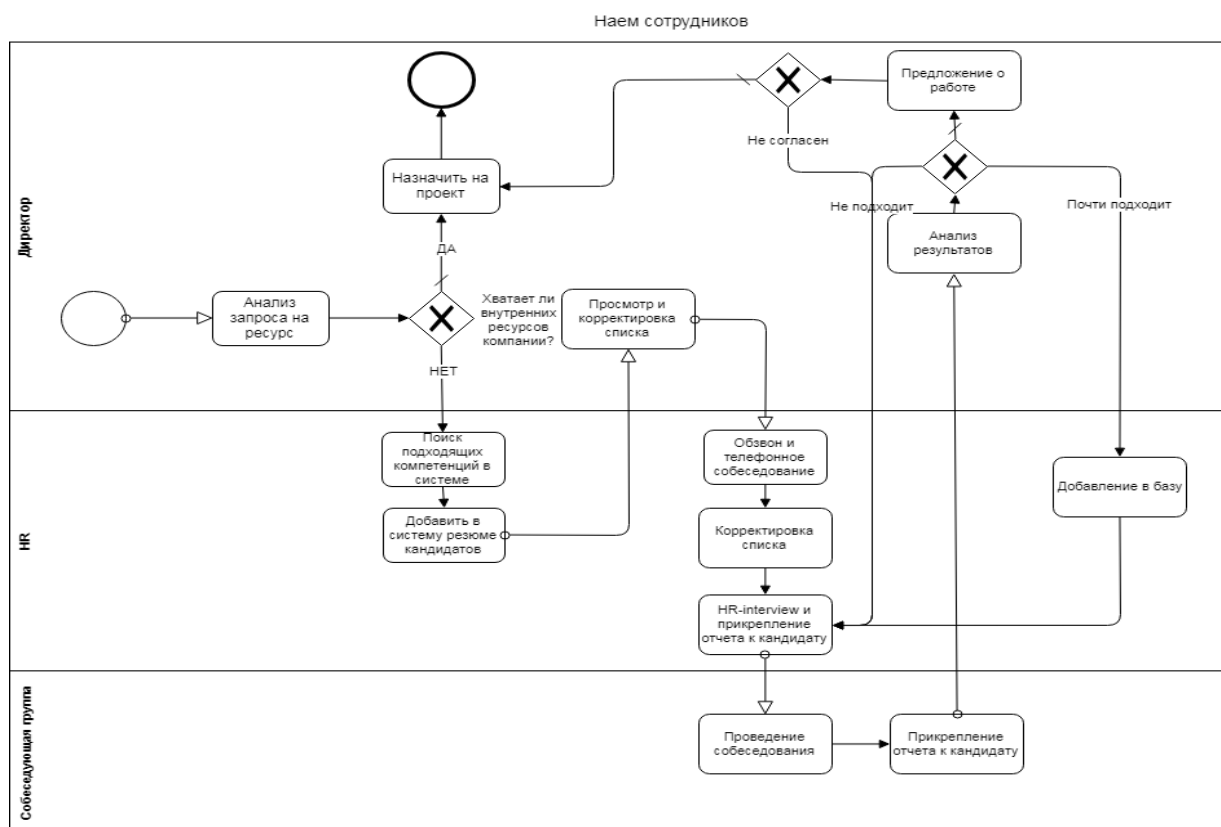 Наем сотрудников
Директор
Предложение о
работе
Не согласен
Назначить на
проект
Не подходит
Почти подходит
Анализ
результатов
ДА
Анализ
запроса на
ресурс
Хватает ли
внутренних
ресурсов
компании?
Просмотр и
корректировка
списка
НЕТ
HR
Поиск
подходящих
компетенций в
системе
Обзвон и
телефонное
собеседование
Добавление в базу
Добавить в
систему резюме
кандидатов
Корректировка
списка
HR-interview и
прикрепление
отчета к кандидату
Собеседующая группа
Проведение
собеседования
Прикрепление
отчета к кандидату